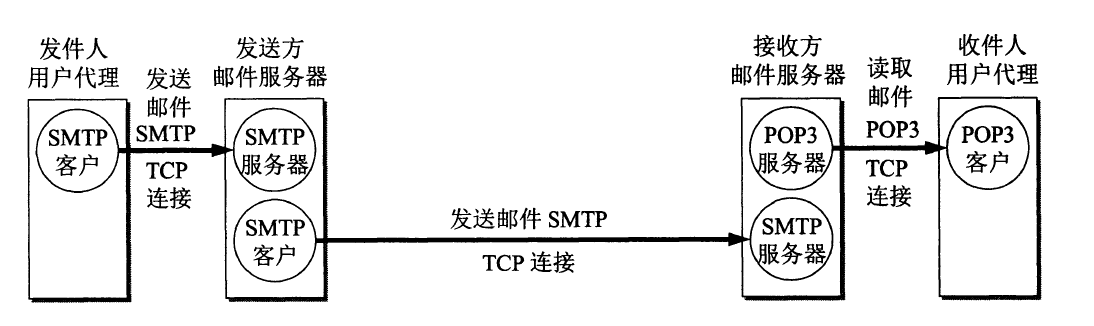 发件人
用户代理
发送
邮件
SMTP
TCP
连接
SMTP
客户
发送方
邮件服务器
SMTP
服务器
SMTP
客户
发送邮件 SMTP
TCP 连接
接收方
邮件服务器
POP3
服务器
SMTP
服务器
读取
邮件
POP3
TCP
连接
收件人
用户代理
POP3
客户